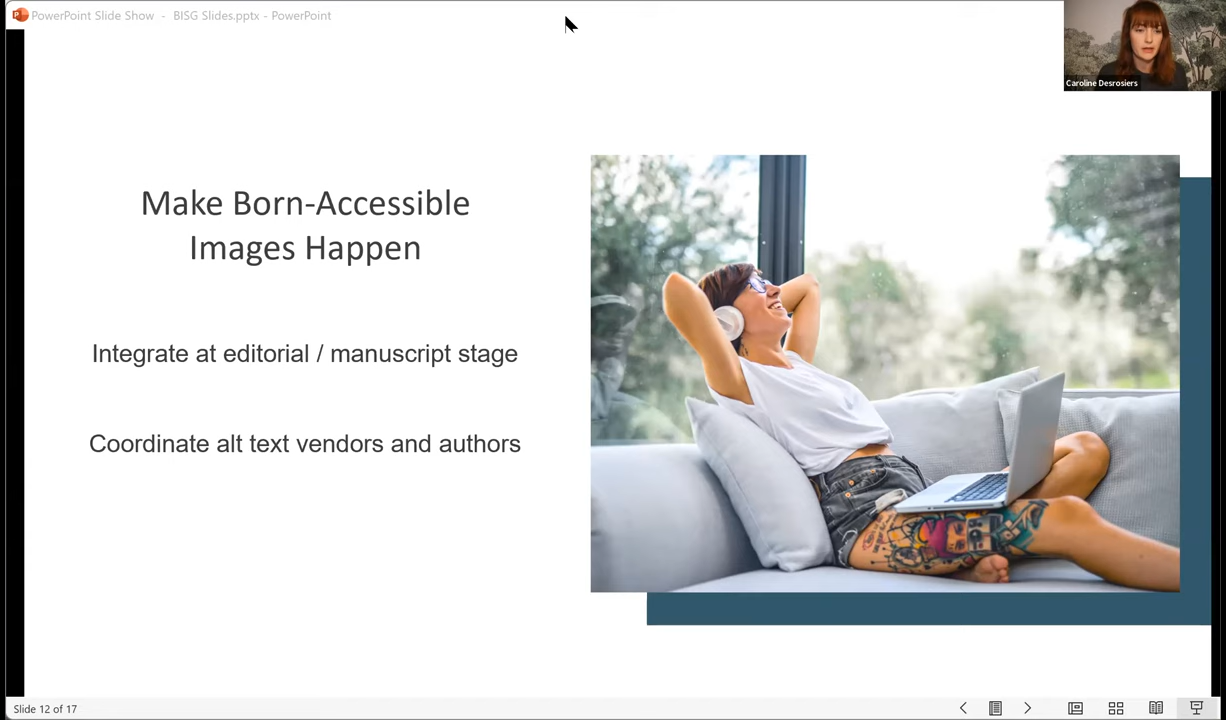 PowerPoint Slide Show - BISG Slides.pptx - PowerPoint
Caroline Desrosiers
Make Born-Accessible
Images Happen
Integrate at editorial / manuscript stage
Coordinate alt text vendors and authors
Slide 12 of 17